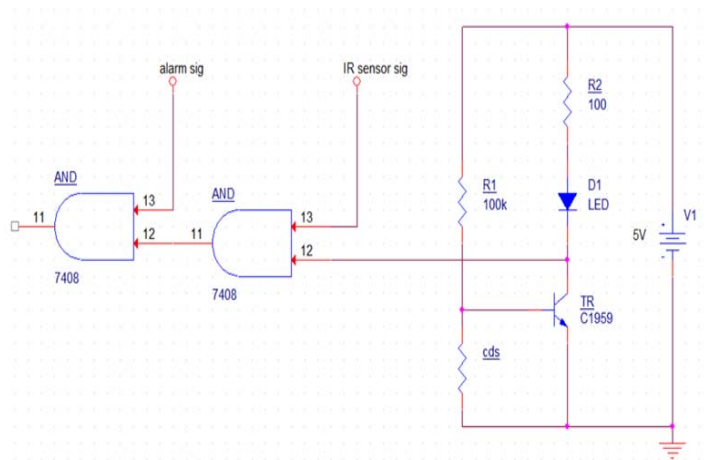 alarm sig
IR sensor sig
R2
100
AND
13
11
12
7408
AND
13
11
12
7408
R1
100k
D1
LED
V1
5V
TR
C1959
cds